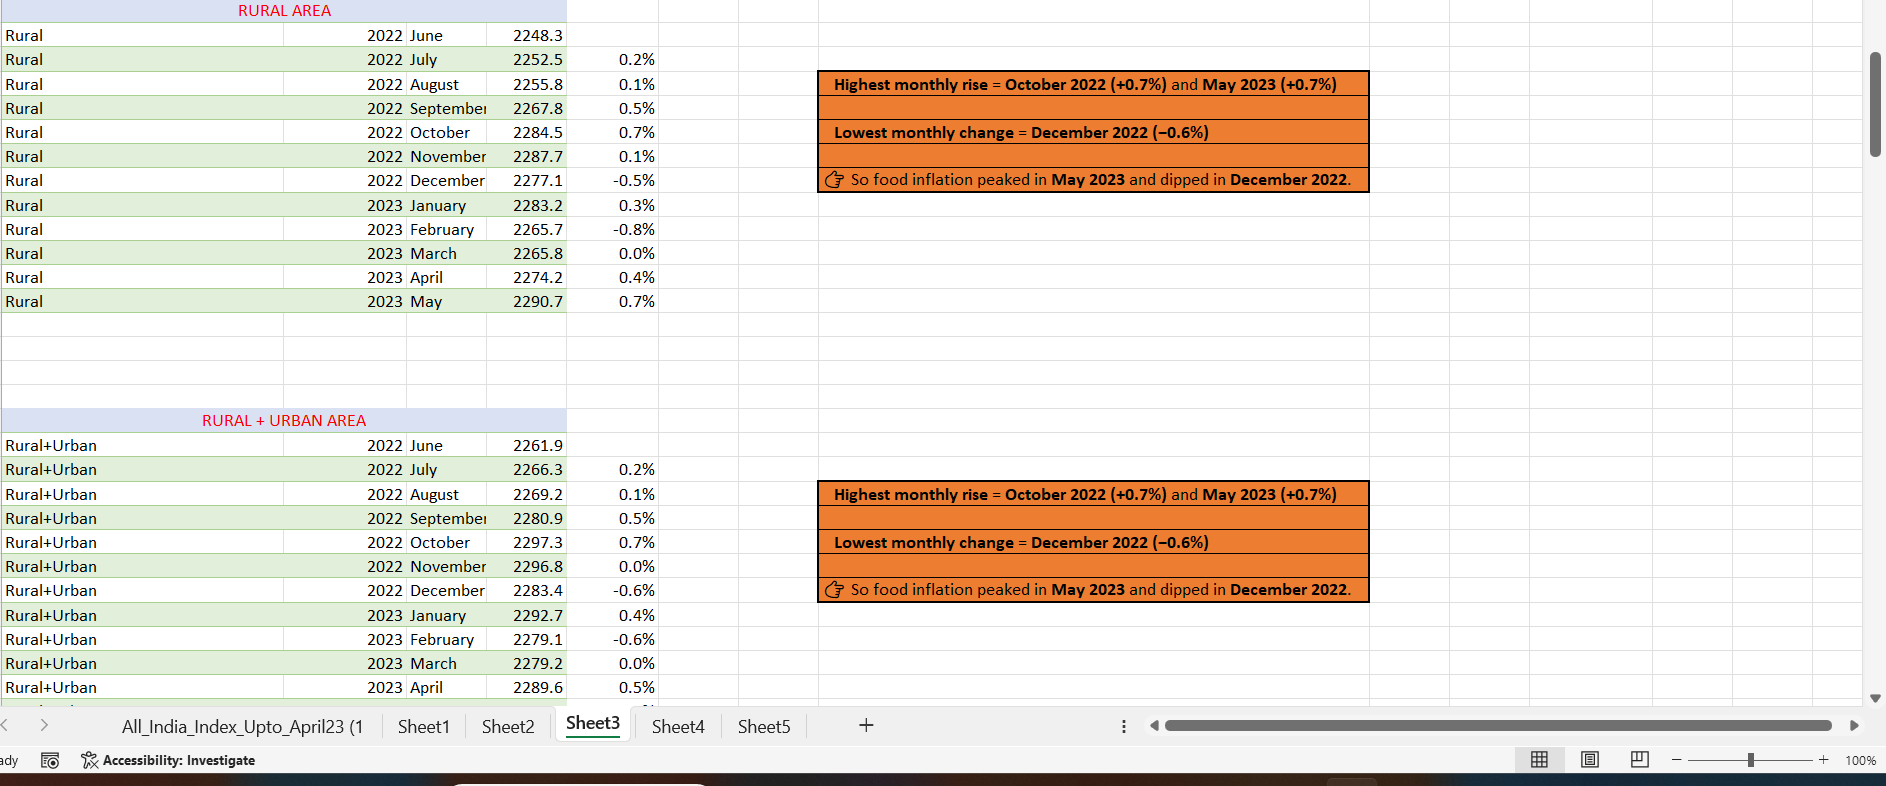 RURAL AREA
Rural 2022 June 2248.3
Rural 2022 July 2252.5 0.2%
Rural 2022 August 2255.8 0.1%
Rural 2022 September 2267.8 0.5%
Rural 2022 October 2284.5 0.7%
Rural 2022 November 2287.7 0.1%
Rural 2022 December 2277.1 -0.5%
Rural 2023 January 2283.2 0.3%
Rural 2023 February 2265.7 -0.8%
Rural 2023 March 2265.8 0.0%
Rural 2023 April 2274.2 0.4%
Rural 2023 May 2290.7 0.7%
Highest monthly rise = October 2022 (+0.7%) and May 2023 (+0.7%)
Lowest monthly change = December 2022 (−0.6%)
👉 So food inflation peaked in May 2023 and dipped in December 2022.
RURAL + URBAN AREA
Rural+Urban 2022 June 2261.9
Rural+Urban 2022 July 2266.3 0.2%
Rural+Urban 2022 August 2269.2 0.1%
Rural+Urban 2022 September 2280.9 0.5%
Rural+Urban 2022 October 2297.3 0.7%
Rural+Urban 2022 November 2296.8 0.0%
Rural+Urban 2022 December 2283.4 -0.6%
Rural+Urban 2023 January 2292.7 0.4%
Rural+Urban 2023 February 2279.1 -0.6%
Rural+Urban 2023 March 2279.2 0.0%
Rural+Urban 2023 April 2289.6 0.5%
Highest monthly rise = October 2022 (+0.7%) and May 2023 (+0.7%)
Lowest monthly change = December 2022 (−0.6%)
👉 So food inflation peaked in May 2023 and dipped in December 2022.
All_India_Index_Upto_April23 (1 Sheet1 Sheet2 Sheet3 Sheet4 Sheet5 +
ady Accessibility: Investigate − + 100%